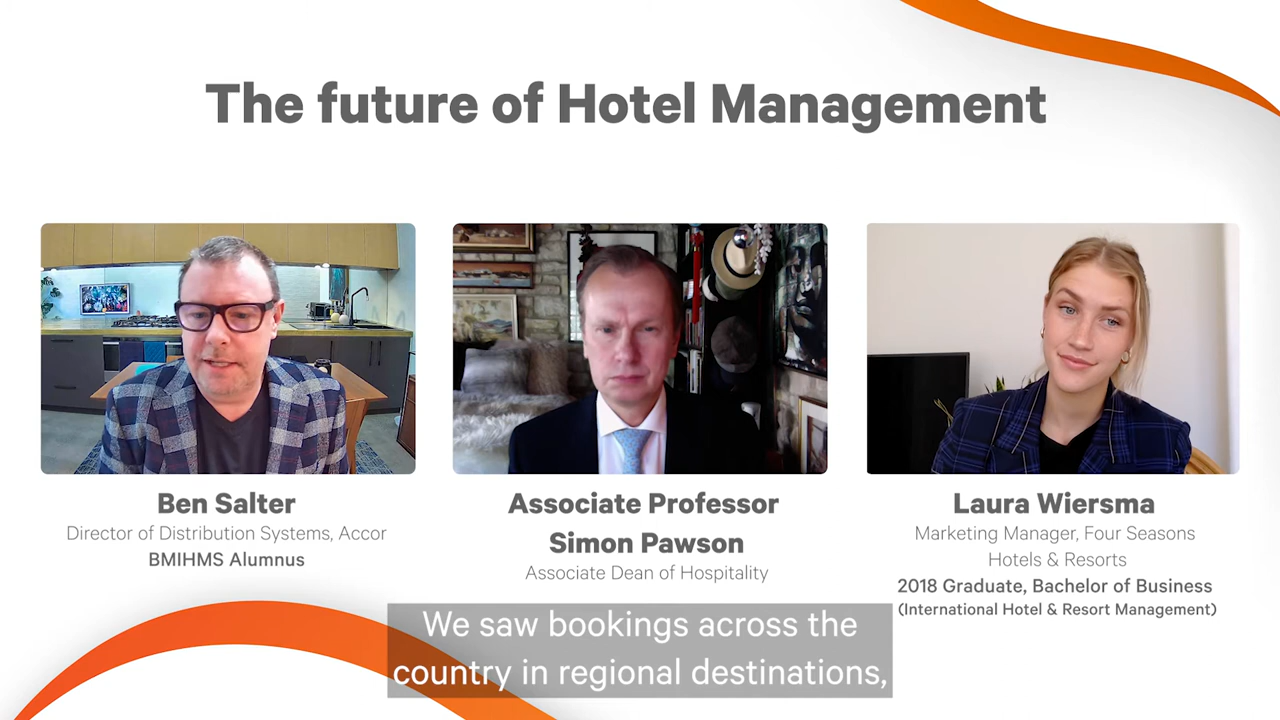 The future of Hotel Management
Ben Salter
Director of Distribution Systems, Accor
BMIHMS Alumnus
Associate Professor
Simon Pawson
Associate Dean of Hospitality
Laura Wiersma
Marketing Manager, Four Seasons
Hotels & Resorts
2018 Graduate, Bachelor of Business
(International Hotel & Resort Management)
We saw bookings across the
country in regional destinations,